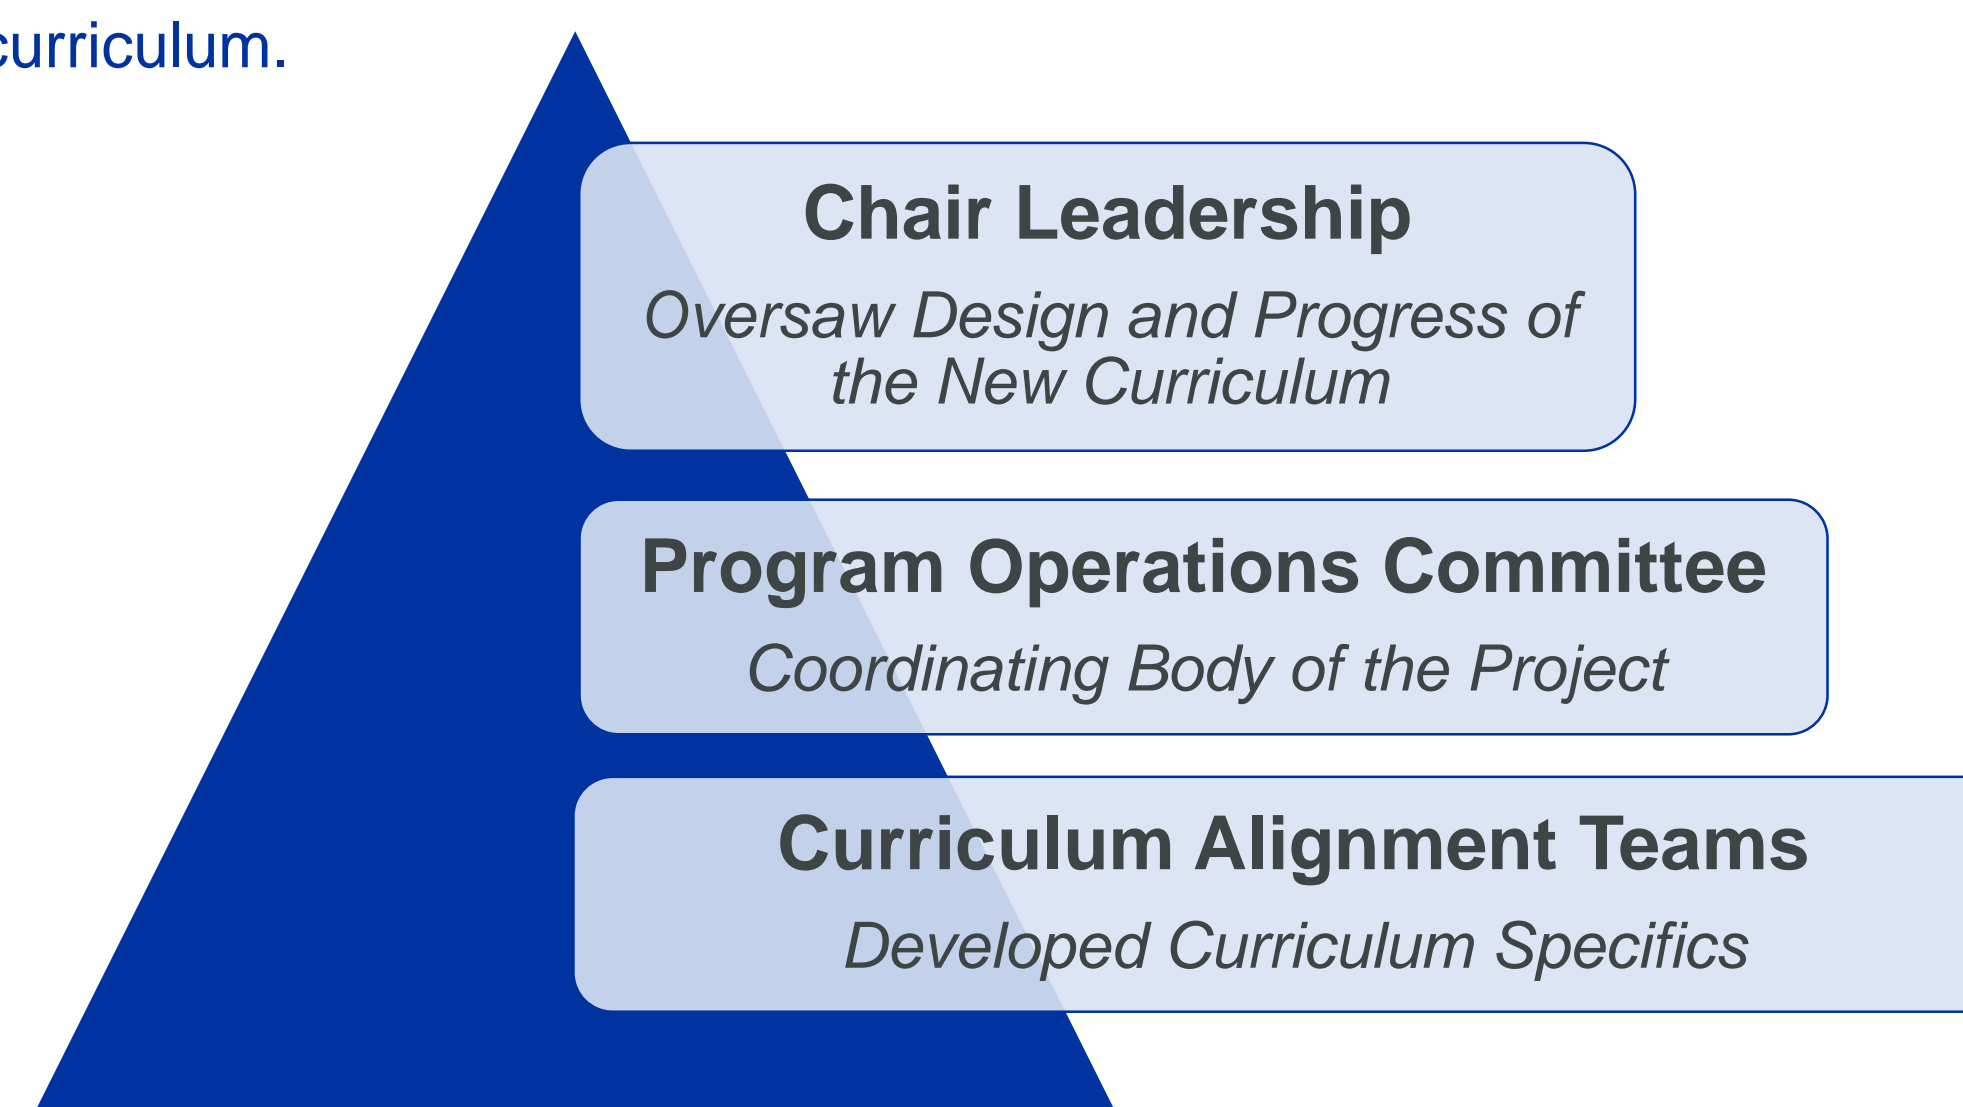 curriculum.
Chair Leadership
Oversaw Design and Progress of
the New Curriculum
Program Operations Committee
Coordinating Body of the Project
Curriculum Alignment Teams
Developed Curriculum Specifics